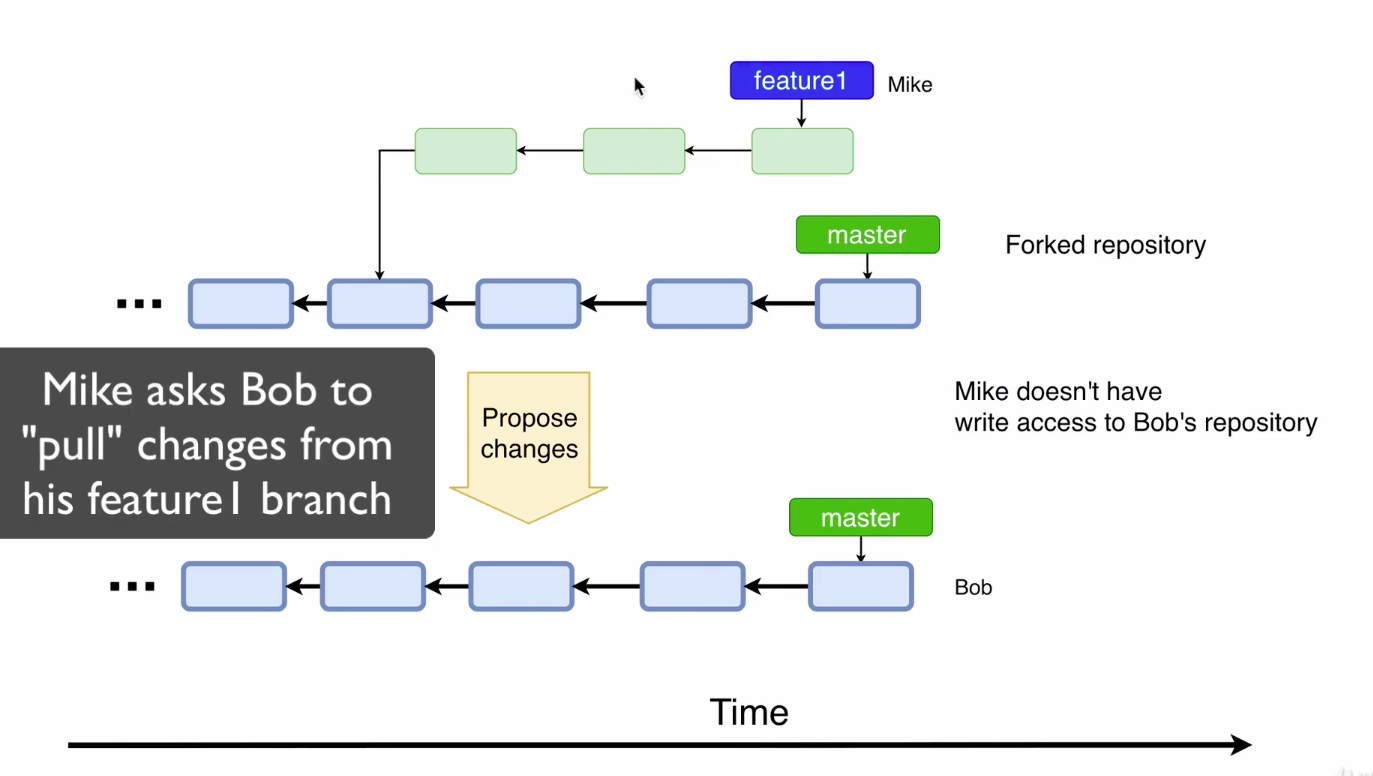 feature1
Mike
master
Forked repository
Mike asks Bob to
"pull" changes from
his feature1 branch
Propose
changes
Mike doesn't have
write access to Bob's repository
master
Bob
Time